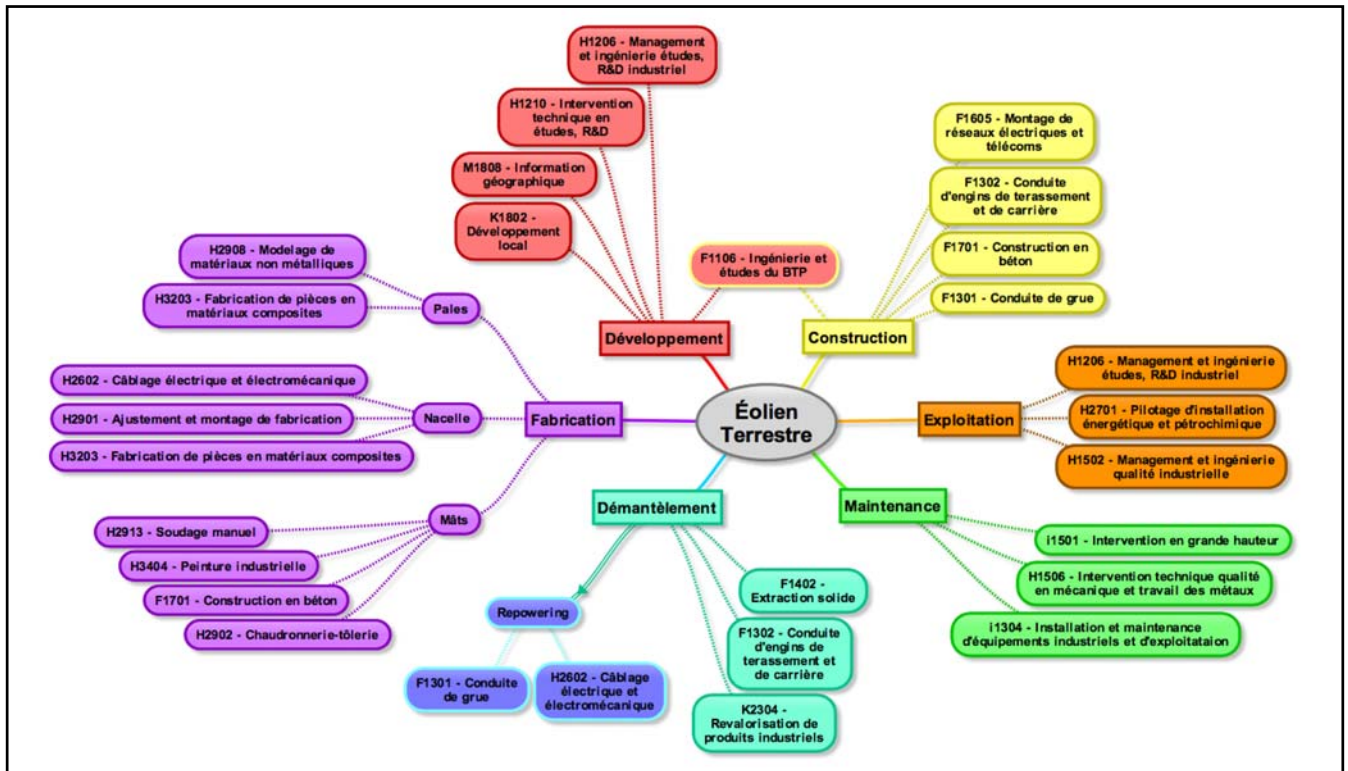 H1206 - Management
et ingénierie études,
R&D industriel
H1210 - Intervention
technique en
études, R&D
M1808 - Information
géographique
K1802 -
Développement
local
F1106 - Ingénierie et
études du BTP
Développement
F1605 - Montage de
réseaux électriques et
télécoms
F1302 - Conduite
d'engins de terassement
et de carrière
F1701 - Construction en
béton
F1301 - Conduite de grue
Construction
H2908 - Modelage de
matériaux non métalliques
H3203 - Fabrication de pièces en
matériaux composites
Pales
H2602 - Câblage électrique et électromécanique
H2901 - Ajustement et montage de fabrication
H3203 - Fabrication de pièces en matériaux composites
Nacelle
Fabrication
Éolien
Terrestre
Exploitation
H1206 - Management et ingénierie
études, R&D industriel
H2701 - Pilotage d'installation
énergétique et pétrochimique
H1502 - Management et ingénierie
qualité industrielle
Mâts
H2913 - Soudage manuel
H3404 - Peinture industrielle
F1701 - Construction en béton
H2902 - Chaudronnerie-tôlerie
Démantèlement
Repowering
F1301 - Conduite
de grue
H2602 - Câblage
électrique et
électromécanique
F1402 -
Extraction solide
F1302 - Conduite
d'engins de
terassement et
de carrière
K2304 -
Revalorisation de
produits industriels
Maintenance
i1501 - Intervention en grande hauteur
H1506 - Intervention technique qualité
en mécanique et travail des métaux
i1304 - Installation et maintenance
d'équipements industriels et d'exploitataion